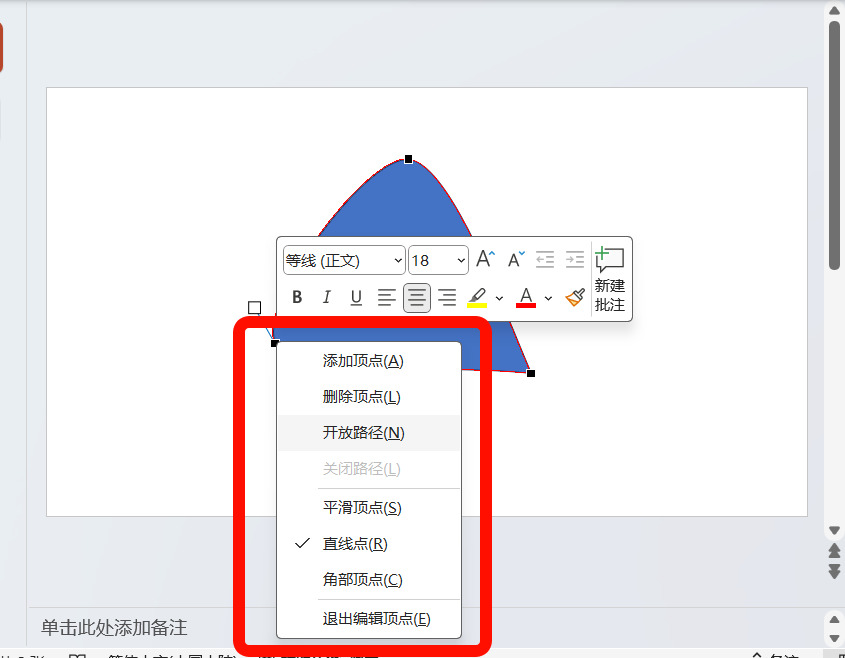 等线 (正文) 18 A A
新建
批注
B I U A
添加顶点(A)
删除顶点(L)
开放路径(N)
关闭路径(L)
平滑顶点(S)
直线点(R)
角部顶点(C)
退出编辑顶点(E)
单击此处添加备注